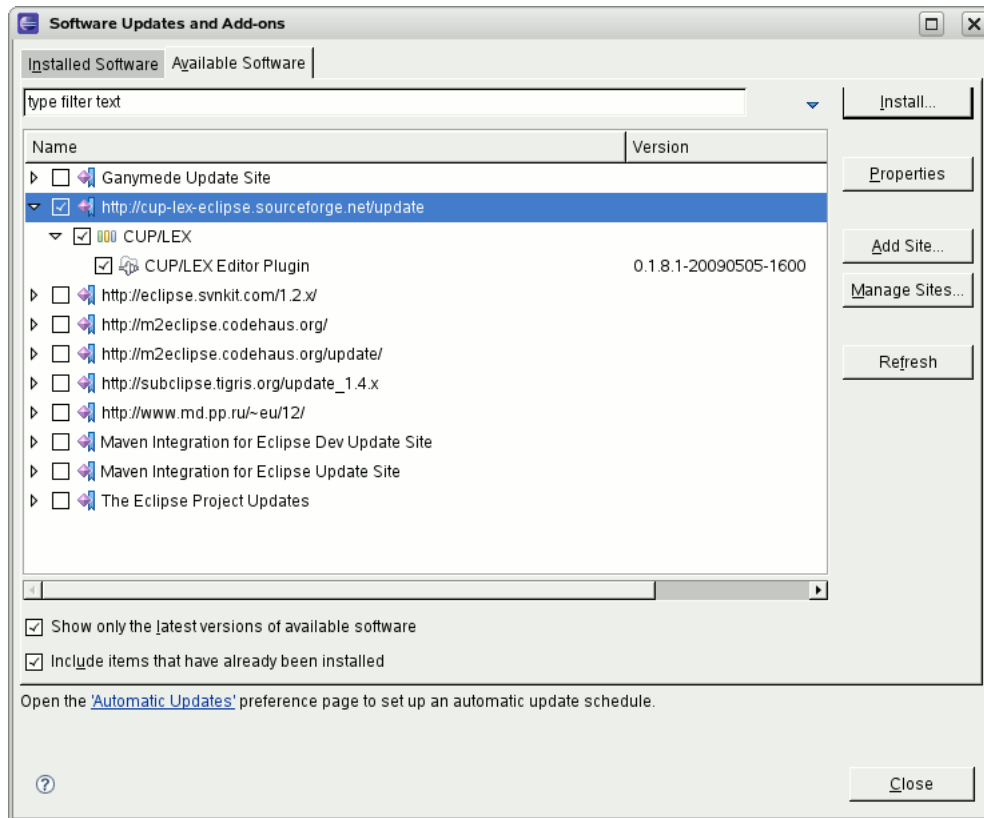 Software Updates and Add-ons
Installed Software Available Software
type filter text Install...
Name Version
Ganymede Update Site Properties
http://cup-lex-eclipse.sourceforge.net/update
CUP/LEX Add Site...
CUP/LEX Editor Plugin 0.1.8.1-20090505-1600
http://eclipse.svnkit.com/1.2.x/ Manage Sites...
http://m2eclipse.codehaus.org/
http://m2eclipse.codehaus.org/update/ Refresh
http://subclipse.tigris.org/update_1.4.x
http://www.md.pp.ru/~eu/12/
Maven Integration for Eclipse Dev Update Site
Maven Integration for Eclipse Update Site
The Eclipse Project Updates
Show only the latest versions of available software
Include items that have already been installed
Open the 'Automatic Updates' preference page to set up an automatic update schedule.
? Close